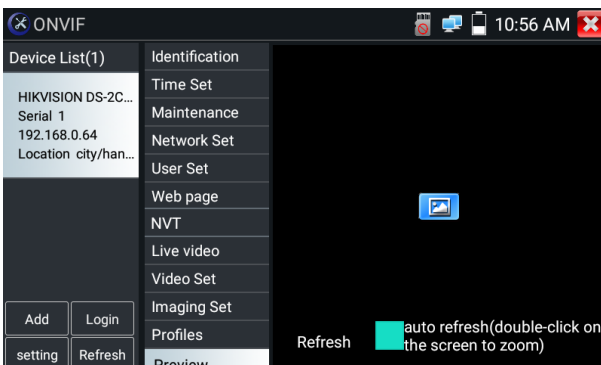 ONVIF
10:56 AM
Device List(1)
HIKVISION DS-2C...
Serial 1
192.168.0.64
Location city/han...
Add
Login
setting
Refresh
Identification
Time Set
Maintenance
Network Set
User Set
Web page
NVT
Live video
Video Set
Imaging Set
Profiles
Preview
Refresh
auto refresh(double-click on
the screen to zoom)